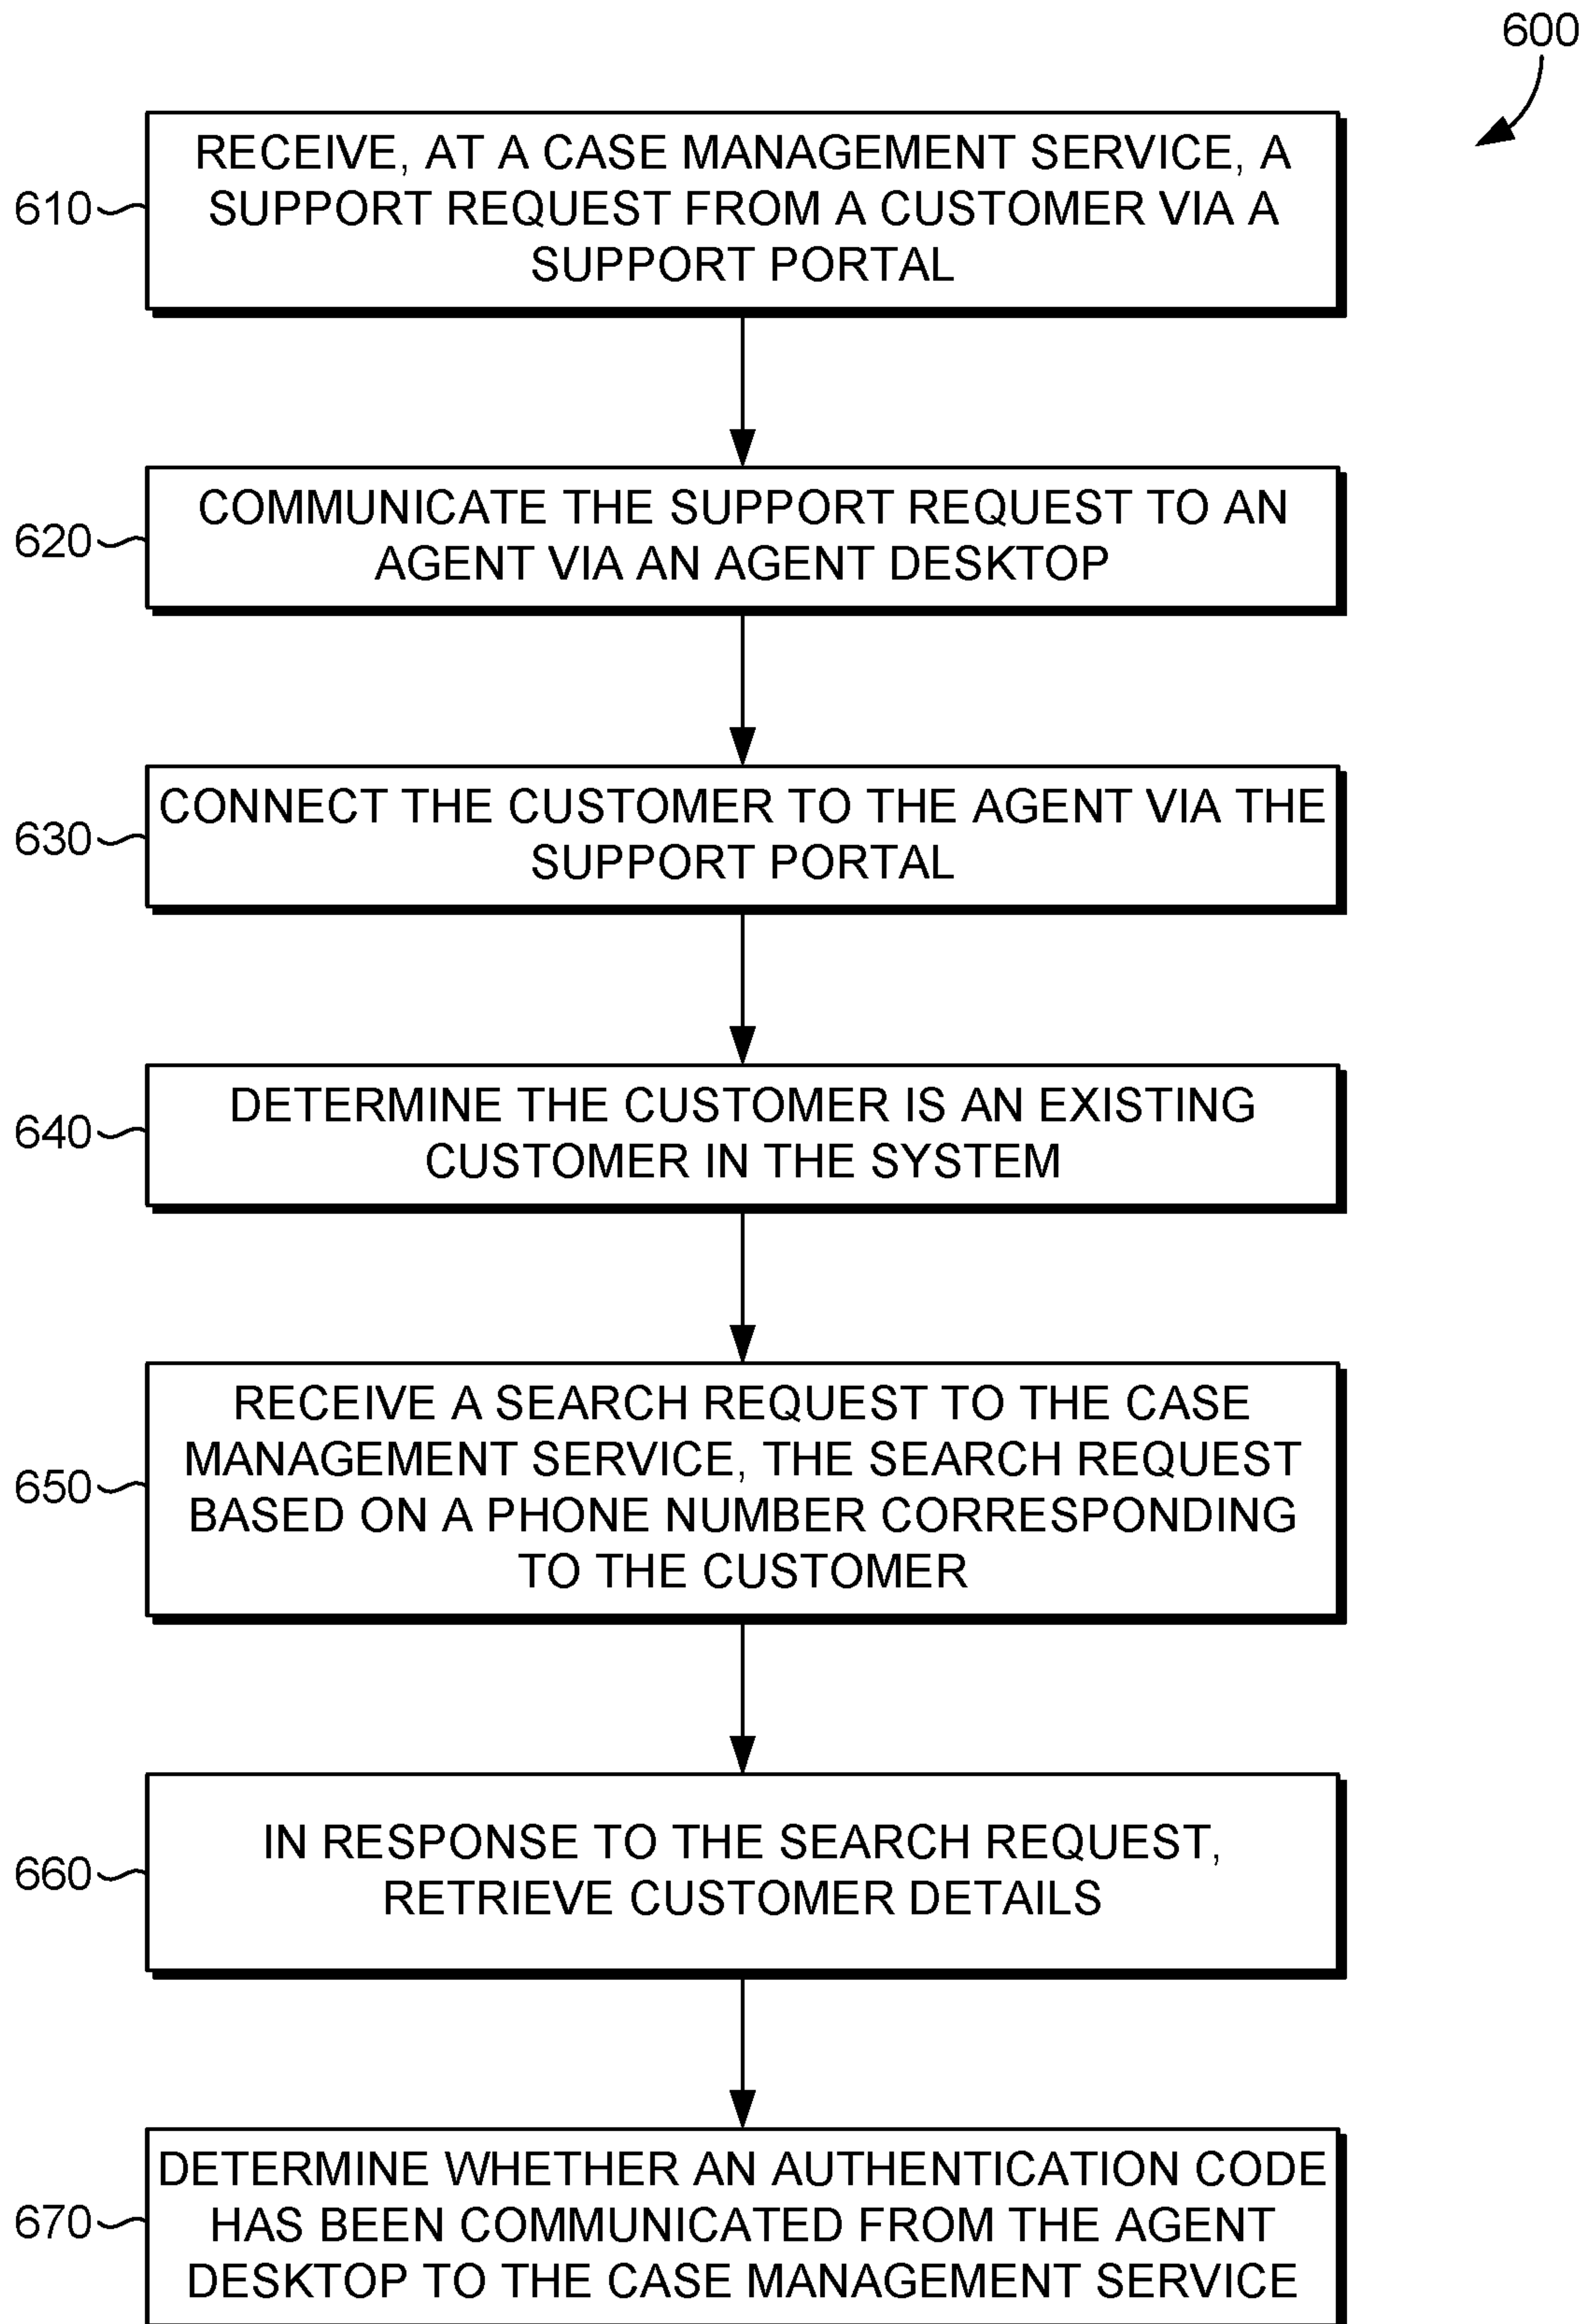 600
RECEIVE, AT A CASE MANAGEMENT SERVICE, A
SUPPORT REQUEST FROM A CUSTOMER VIA A
SUPPORT PORTAL
610
COMMUNICATE THE SUPPORT REQUEST TO AN
AGENT VIA AN AGENT DESKTOP
620
CONNECT THE CUSTOMER TO THE AGENT VIA THE
SUPPORT PORTAL
630
DETERMINE THE CUSTOMER IS AN EXISTING
CUSTOMER IN THE SYSTEM
640
RECEIVE A SEARCH REQUEST TO THE CASE
MANAGEMENT SERVICE, THE SEARCH REQUEST
BASED ON A PHONE NUMBER CORRESPONDING
TO THE CUSTOMER
650
IN RESPONSE TO THE SEARCH REQUEST,
RETRIEVE CUSTOMER DETAILS
660
DETERMINE WHETHER AN AUTHENTICATION CODE
HAS BEEN COMMUNICATED FROM THE AGENT
DESKTOP TO THE CASE MANAGEMENT SERVICE
670